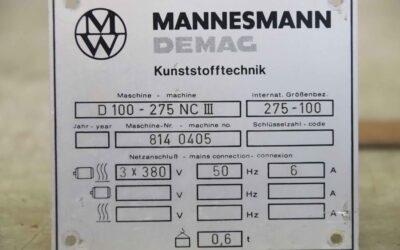 MW
MANNESMANN
DEMAG
Kunststofftechnik
Maschine - machine Internat. Größenbez.
D 100 - 275 NC III 275-100
Jahr - year Maschine-Nr. - machine no. Schlüsselzahl - code
814 0405
Netzanschluß - mains connection - connexion
3 x 380 V 50 Hz 6 A
V Hz A
V Hz A
0,6 t